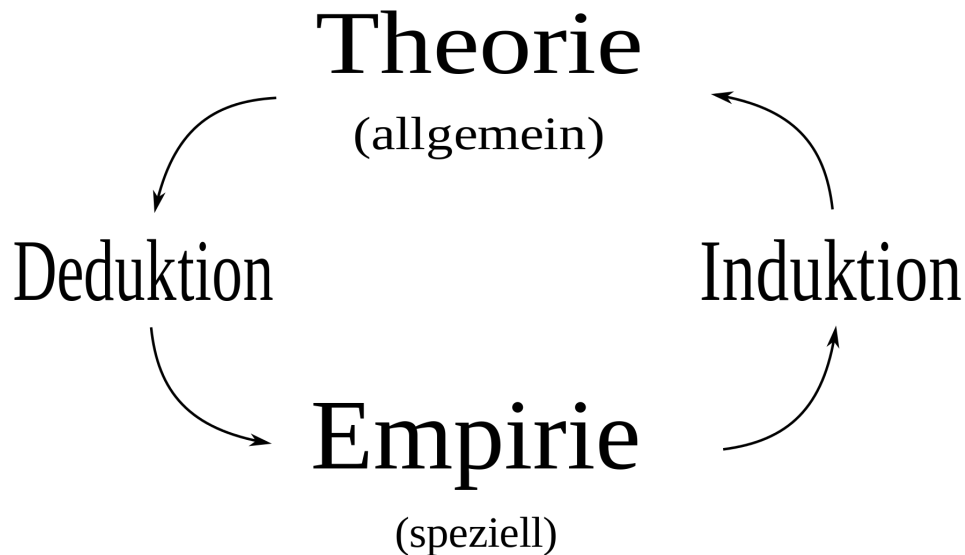 Theorie
(allgemein)
Deduktion
Induktion
Empirie
(speziell)